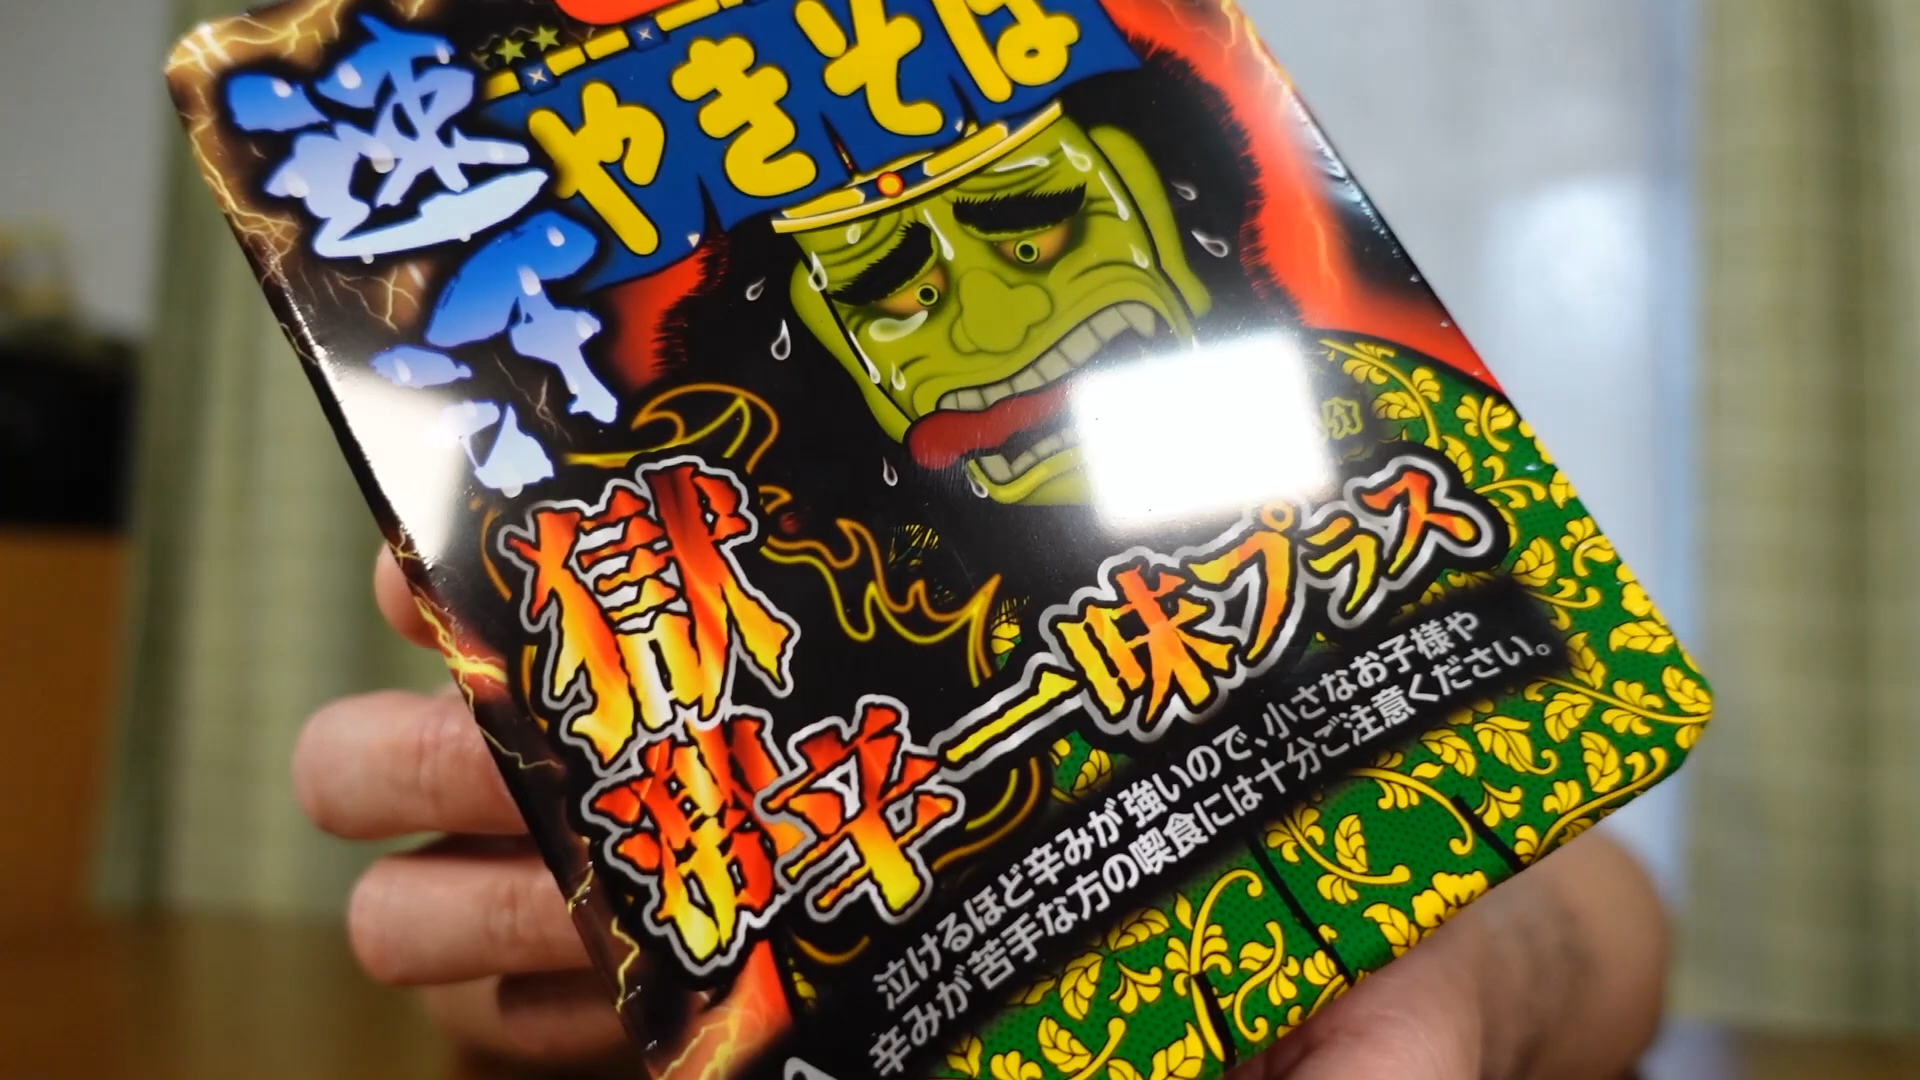 やきそば
獄
激辛
一味プラス
泣けるほど辛みが強いので、小さなお子様や
辛みが苦手な方の喫食には十分ご注意ください。